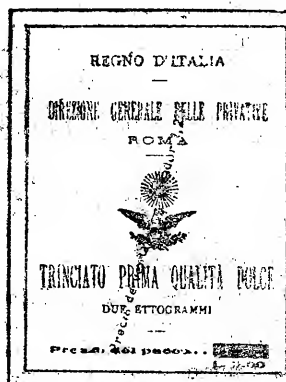 REGNO D'ITALIA
DIREZIONE GENERALE DELLE PRIVATIVE
ROMA
TRINCIATO PRIMA QUALITÀ DOLCE
DUE ETTOGRAMMI
Prezzo del pacco..